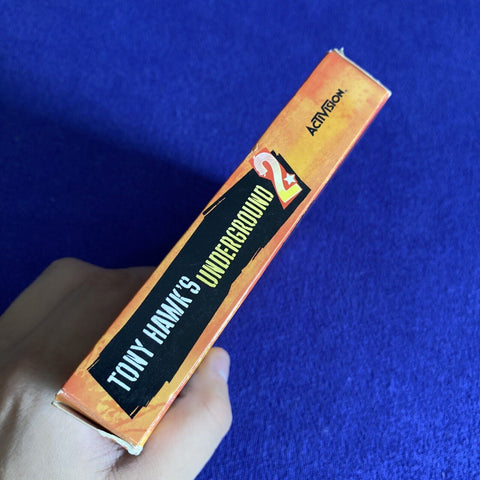 TONY HAWK'S
UNDERGROUND 2
ACTIVISION.